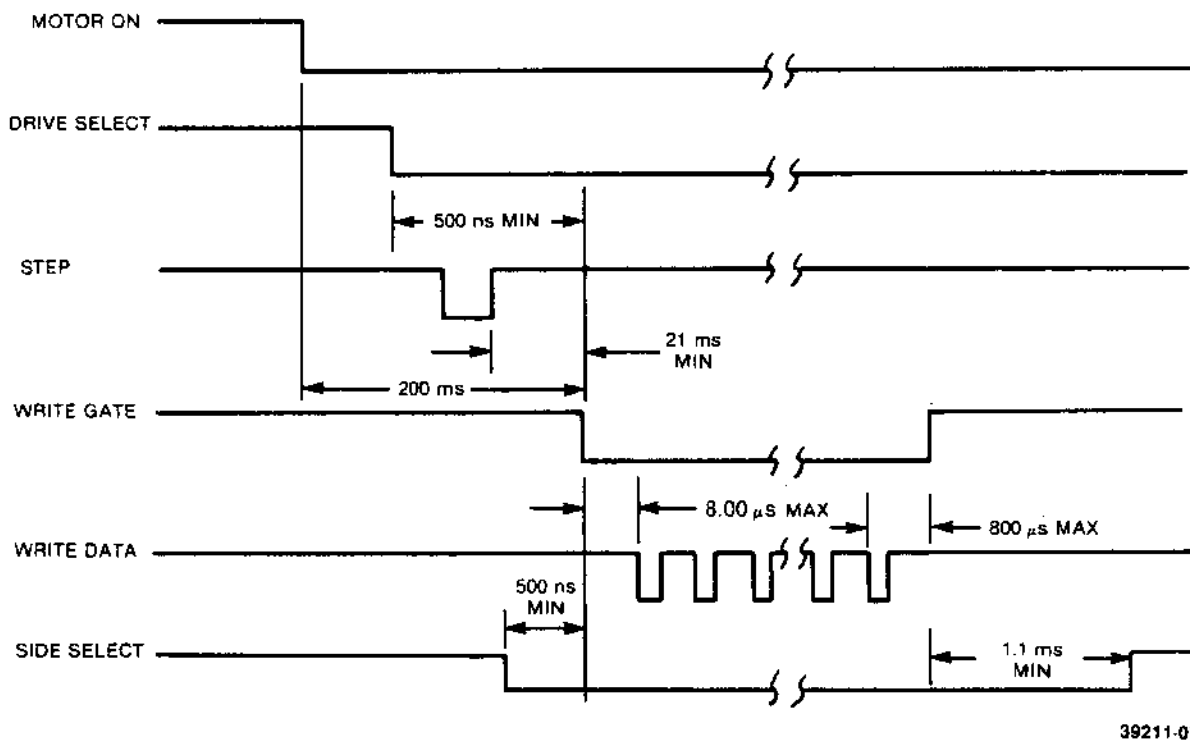 MOTOR ON
DRIVE SELECT
500 ns MIN
STEP
21 ms
MIN
200 ms
WRITE GATE
8.00 µs MAX
800 µs MAX
WRITE DATA
500 ns
MIN
SIDE SELECT
1.1 ms
MIN
39211-0